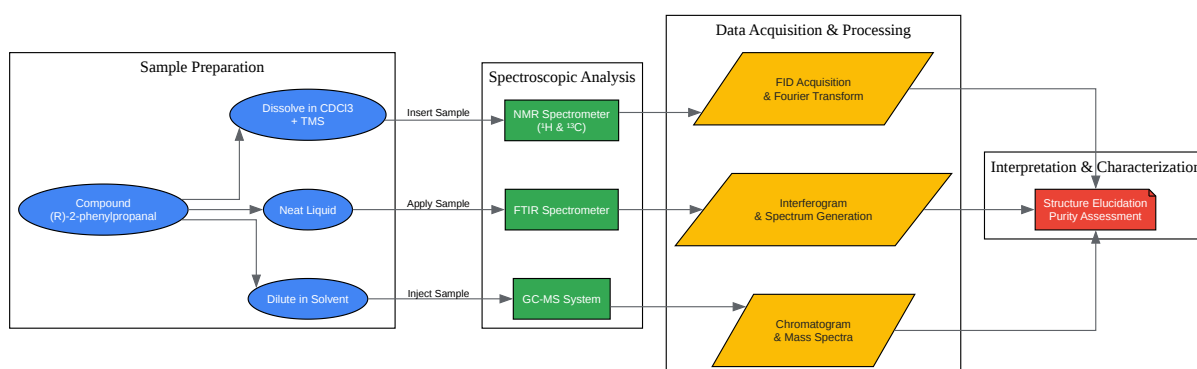 Sample Preparation
Compound
(R)-2-phenylpropanal
Dissolve in CDCl3
+ TMS
Neat Liquid
Dilute in Solvent
Insert Sample
Apply Sample
Inject Sample
Spectroscopic Analysis
NMR Spectrometer
(¹H & ¹³C)
FTIR Spectrometer
GC-MS System
Data Acquisition & Processing
FID Acquisition
& Fourier Transform
Interferogram
& Spectrum Generation
Chromatogram
& Mass Spectra
Interpretation & Characterization
Structure Elucidation
Purity Assessment